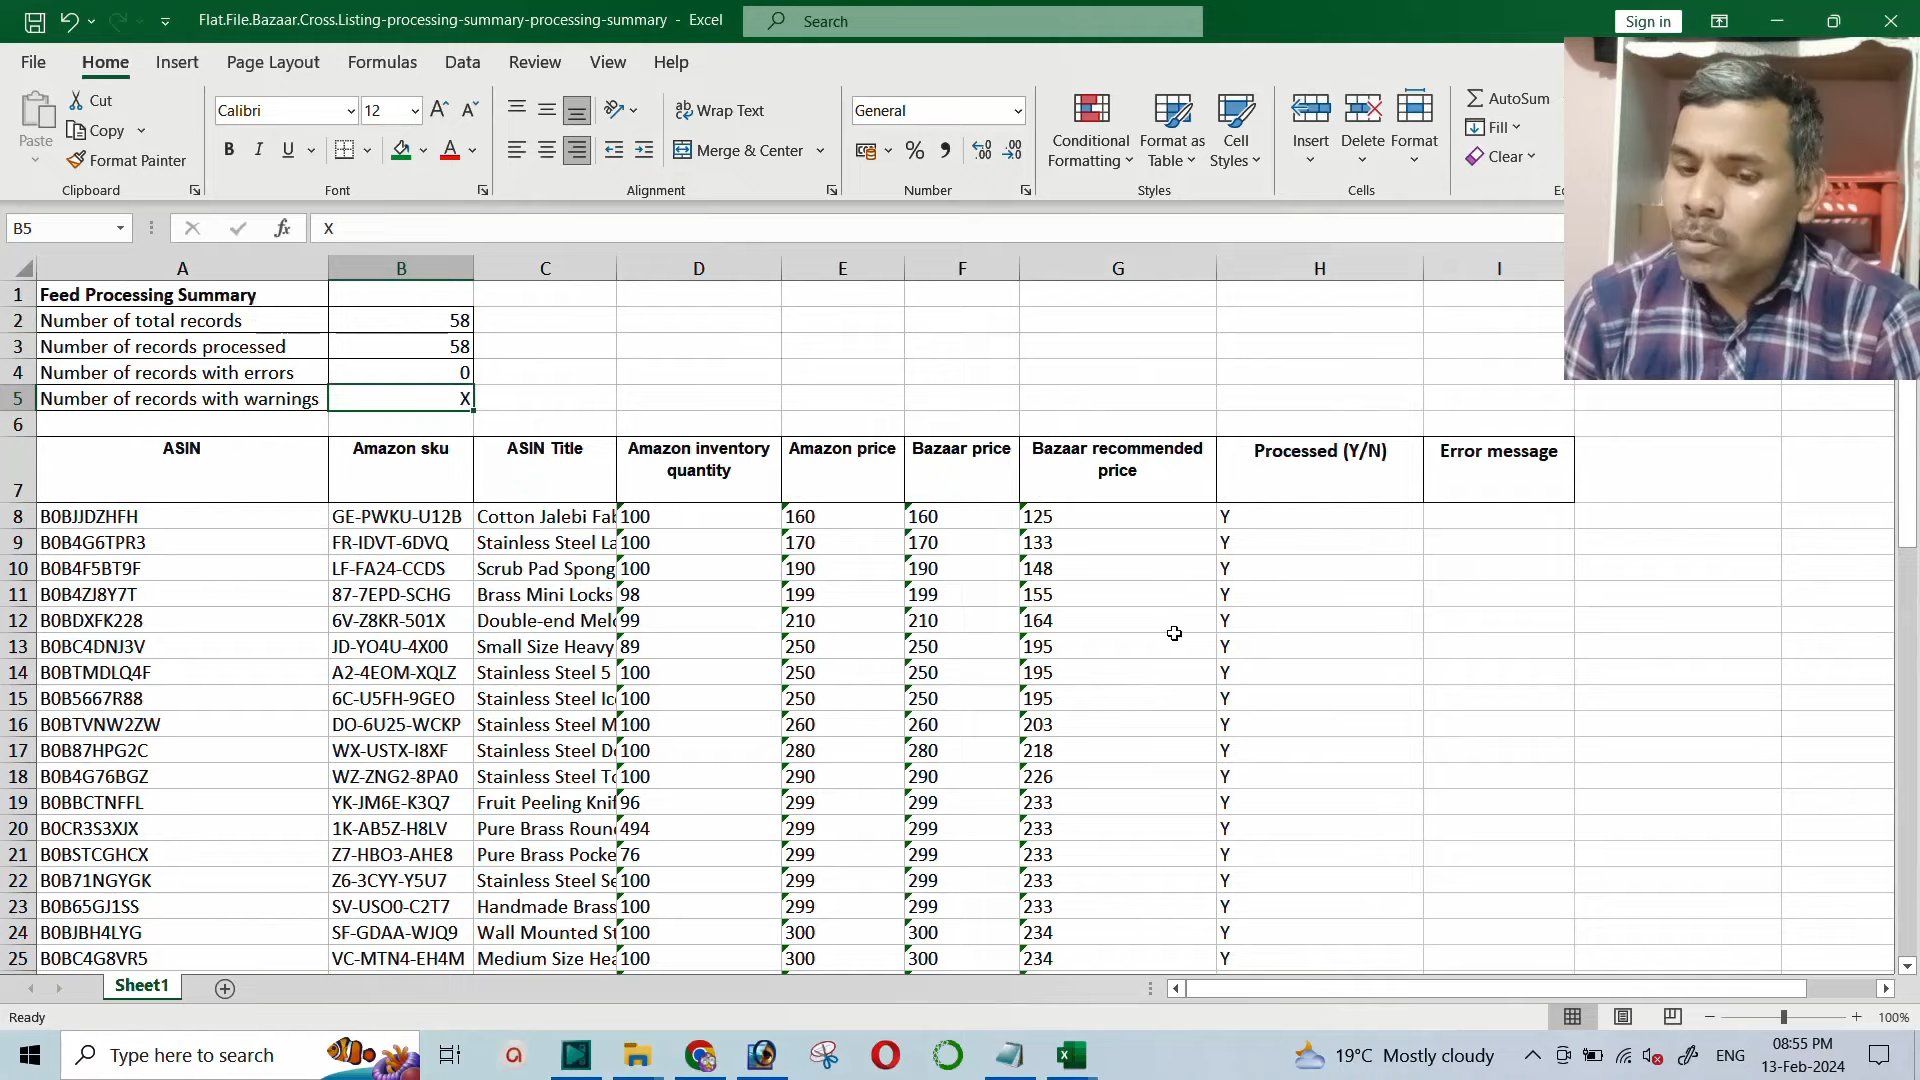 Flat.File.Bazaar.Cross.Listing-processing-summary-processing-summary - Excel
Search
Sign in
File Home Insert Page Layout Formulas Data Review View Help
Paste
Cut
Copy
Format Painter
Clipboard
Calibri 12
B I U
Font
Wrap Text
Merge & Center
Alignment
General
%
Number
Conditional Formatting
Format as Table
Cell Styles
Styles
Insert
Delete
Format
Cells
AutoSum
Fill
Clear
B5 fx X
A B C D E F G H I
1 Feed Processing Summary
2 Number of total records 58
3 Number of records processed 58
4 Number of records with errors 0
5 Number of records with warnings X
6
7 ASIN Amazon sku ASIN Title Amazon inventory quantity Amazon price Bazaar price Bazaar recommended price Processed (Y/N) Error message
8 B0BJJDZHFH GE-PWKU-U12B Cotton Jalebi Fab 100 160 160 125 Y
9 B0B4G6TPR3 FR-IDVT-6DVQ Stainless Steel La 100 170 170 133 Y
10 B0B4F5BT9F LF-FA24-CCDS Scrub Pad Spong 100 190 190 148 Y
11 B0B4ZJ8Y7T 87-7EPD-SCHG Brass Mini Locks 98 199 199 155 Y
12 B0BDXFK228 6V-Z8KR-501X Double-end Melo 99 210 210 164 Y
13 B0BC4DNJ3V JD-YO4U-4X00 Small Size Heavy 89 250 250 195 Y
14 B0BTMDLQ4F A2-4EOM-XQLZ Stainless Steel 5 100 250 250 195 Y
15 B0B5667R88 6C-U5FH-9GEO Stainless Steel Ic 100 250 250 195 Y
16 B0BTVNW2ZW DO-6U25-WCKP Stainless Steel M 100 260 260 203 Y
17 B0B87HPG2C WX-USTX-I8XF Stainless Steel D 100 280 280 218 Y
18 B0B4G76BGZ WZ-ZNG2-8PA0 Stainless Steel To 100 290 290 226 Y
19 B0BBCTNFFL YK-JM6E-K3Q7 Fruit Peeling Knif 96 299 299 233 Y
20 B0CR3S3XJX 1K-AB5Z-H8LV Pure Brass Roun 494 299 299 233 Y
21 B0BSTCGHCX Z7-HBO3-AHE8 Pure Brass Pocke 76 299 299 233 Y
22 B0B71NGYGK Z6-3CYY-Y5U7 Stainless Steel Se 100 299 299 233 Y
23 B0B65GJ1SS SV-USO0-C2T7 Handmade Brass 100 299 299 233 Y
24 B0BJBH4LYG SF-GDAA-WJQ9 Wall Mounted St 100 300 300 234 Y
25 B0BC4G8VR5 VC-MTN4-EH4M Medium Size Hea 100 300 300 234 Y
Sheet1
Ready
100%
Type here to search
19°C Mostly cloudy
ENG
08:55 PM
13-Feb-2024